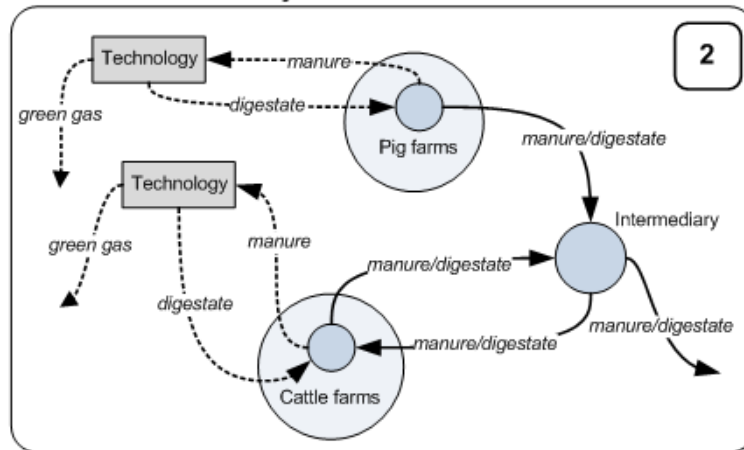 Technology
manure
2
green gas
digestate
Pig farms
manure/digestate
Technology
Intermediary
green gas
manure
manure/digestate
digestate
manure/digestate
manure/digestate
Cattle farms